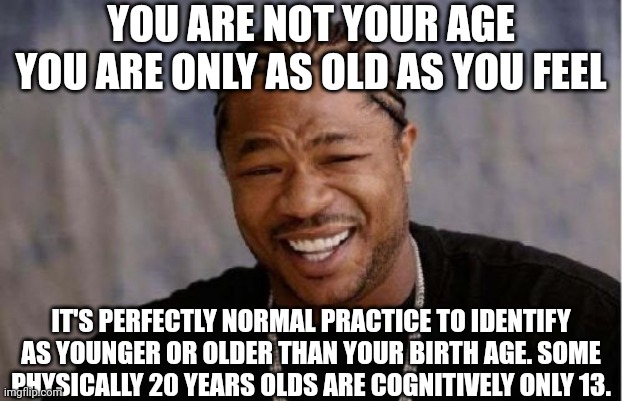 YOU ARE NOT YOUR AGE
YOU ARE ONLY AS OLD AS YOU FEEL
IT'S PERFECTLY NORMAL PRACTICE TO IDENTIFY
AS YOUNGER OR OLDER THAN YOUR BIRTH AGE. SOME
PHYSICALLY 20 YEARS OLDS ARE COGNITIVELY ONLY 13.
imgflip.com